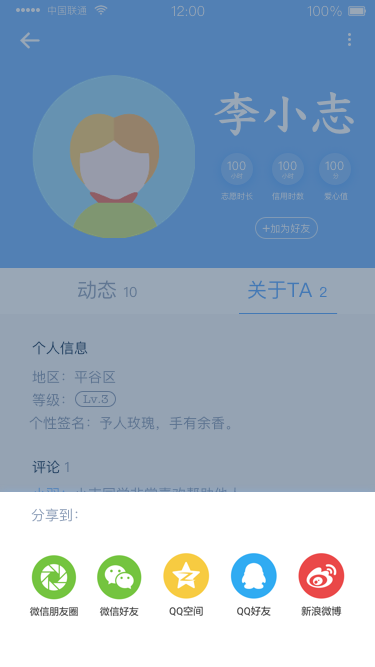 中国联通 12:00 100%
李小志
100 100 100
小时 小时 分
志愿时长 信用时数 爱心值
+加为好友
动态 10 关于TA 2
个人信息
地区：平谷区
等级：Lv.3
个性签名：予人玫瑰，手有余香。
评论 1
分享到：
微信朋友圈 微信好友 QQ空间 QQ好友 新浪微博